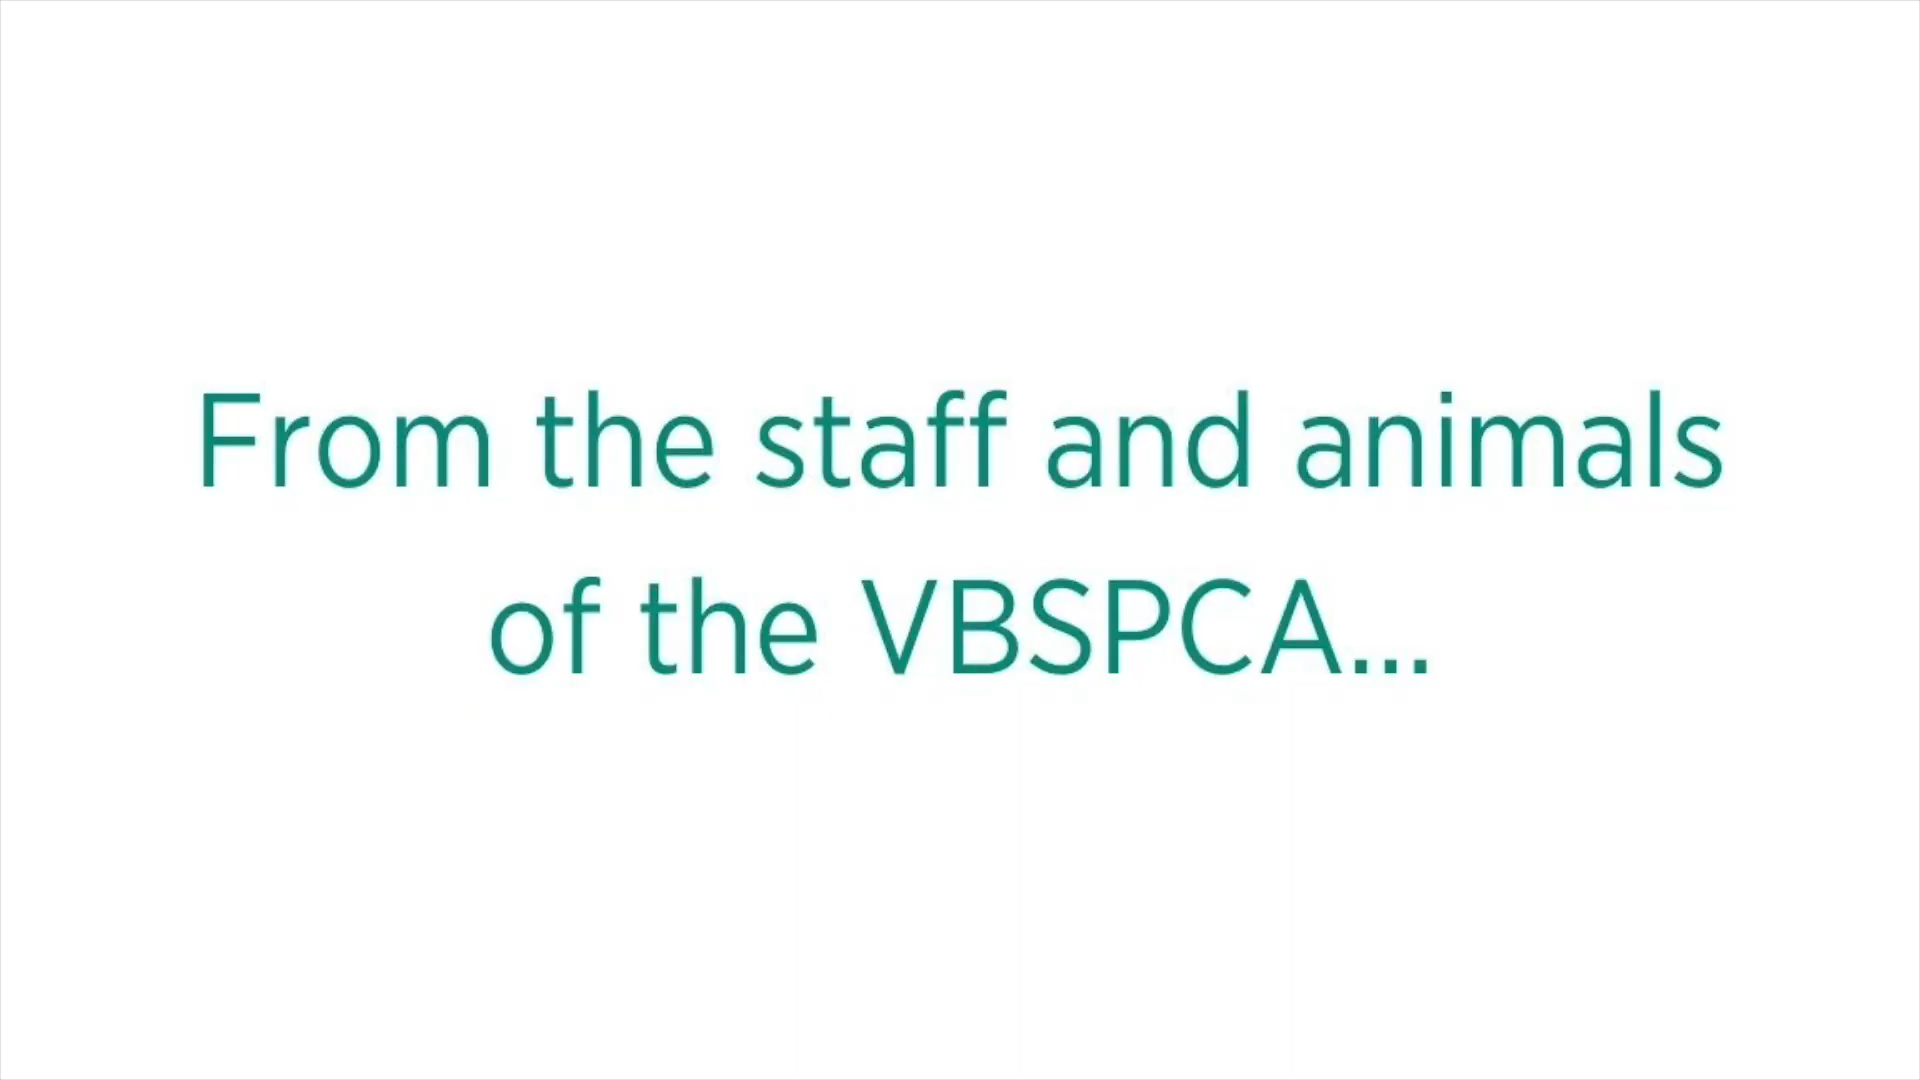 From the staff and animals
of the VBSPCA...